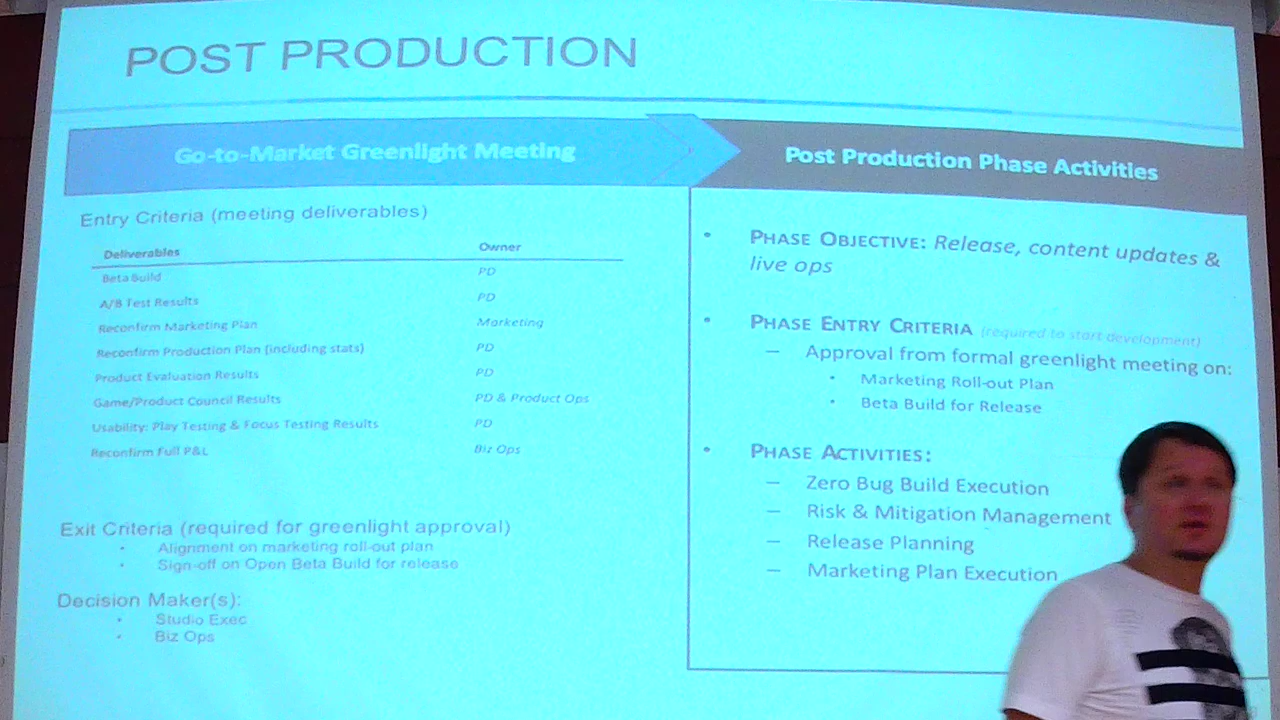 POST PRODUCTION
Go-to-Market Greenlight Meeting
Entry Criteria (meeting deliverables)
Deliverables Owner
Beta Build PD
A/B Test Results PD
Reconfirm Marketing Plan Marketing
Reconfirm Production Plan (including stats) PD
Product Evaluation Results PD
Game/Product Council Results PD & Product Ops
Usability: Play Testing & Focus Testing Results PD
Reconfirm Full P&L Biz Ops
Exit Criteria (required for greenlight approval)
• Alignment on marketing roll-out plan
• Sign-off on Open Beta Build for release
Decision Maker(s):
• Studio Exec
• Biz Ops
Post Production Phase Activities
• PHASE OBJECTIVE: Release, content updates &
live ops
• PHASE ENTRY CRITERIA (required to start development)
– Approval from formal greenlight meeting on:
• Marketing Roll-out Plan
• Beta Build for Release
• PHASE ACTIVITIES:
– Zero Bug Build Execution
– Risk & Mitigation Management
– Release Planning
– Marketing Plan Execution